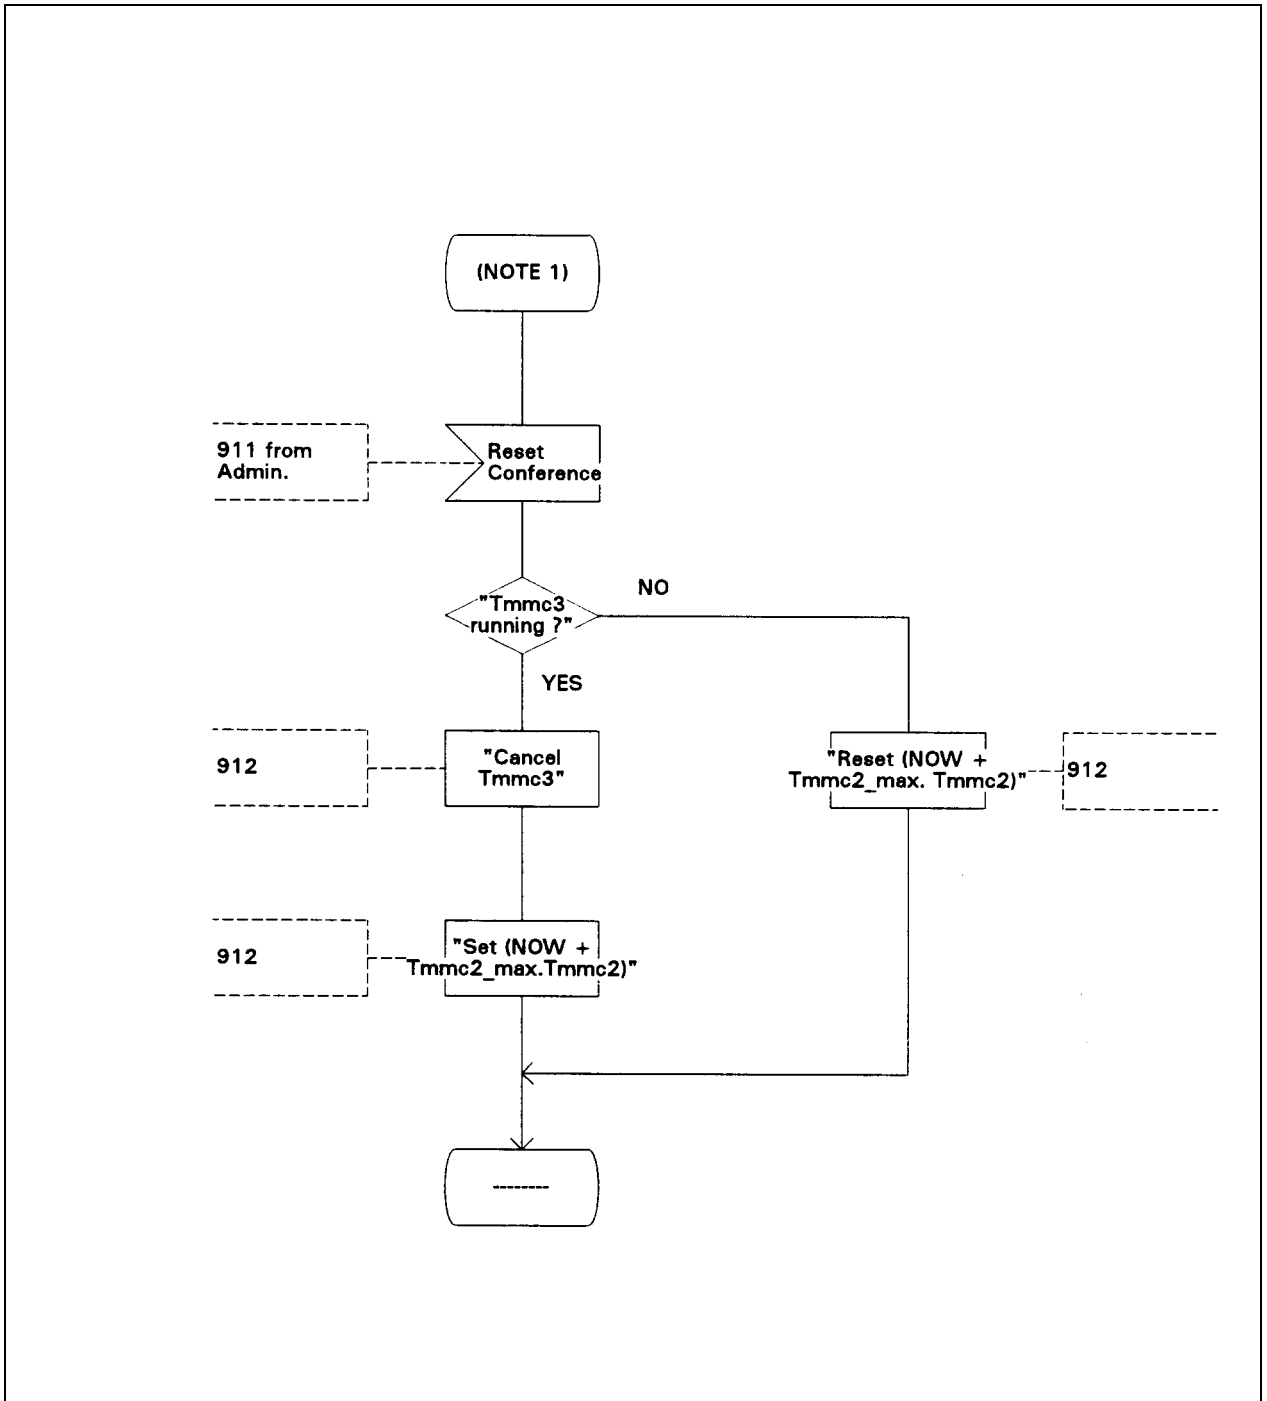 (NOTE 1)
911 from
Admin.
Reset
Conference
"Tmmc3
running ?"
NO
YES
912
"Cancel
Tmmc3"
"Reset (NOW +
Tmmc2_max. Tmmc2)"
912
912
"Set (NOW +
Tmmc2_max.Tmmc2)"
--------